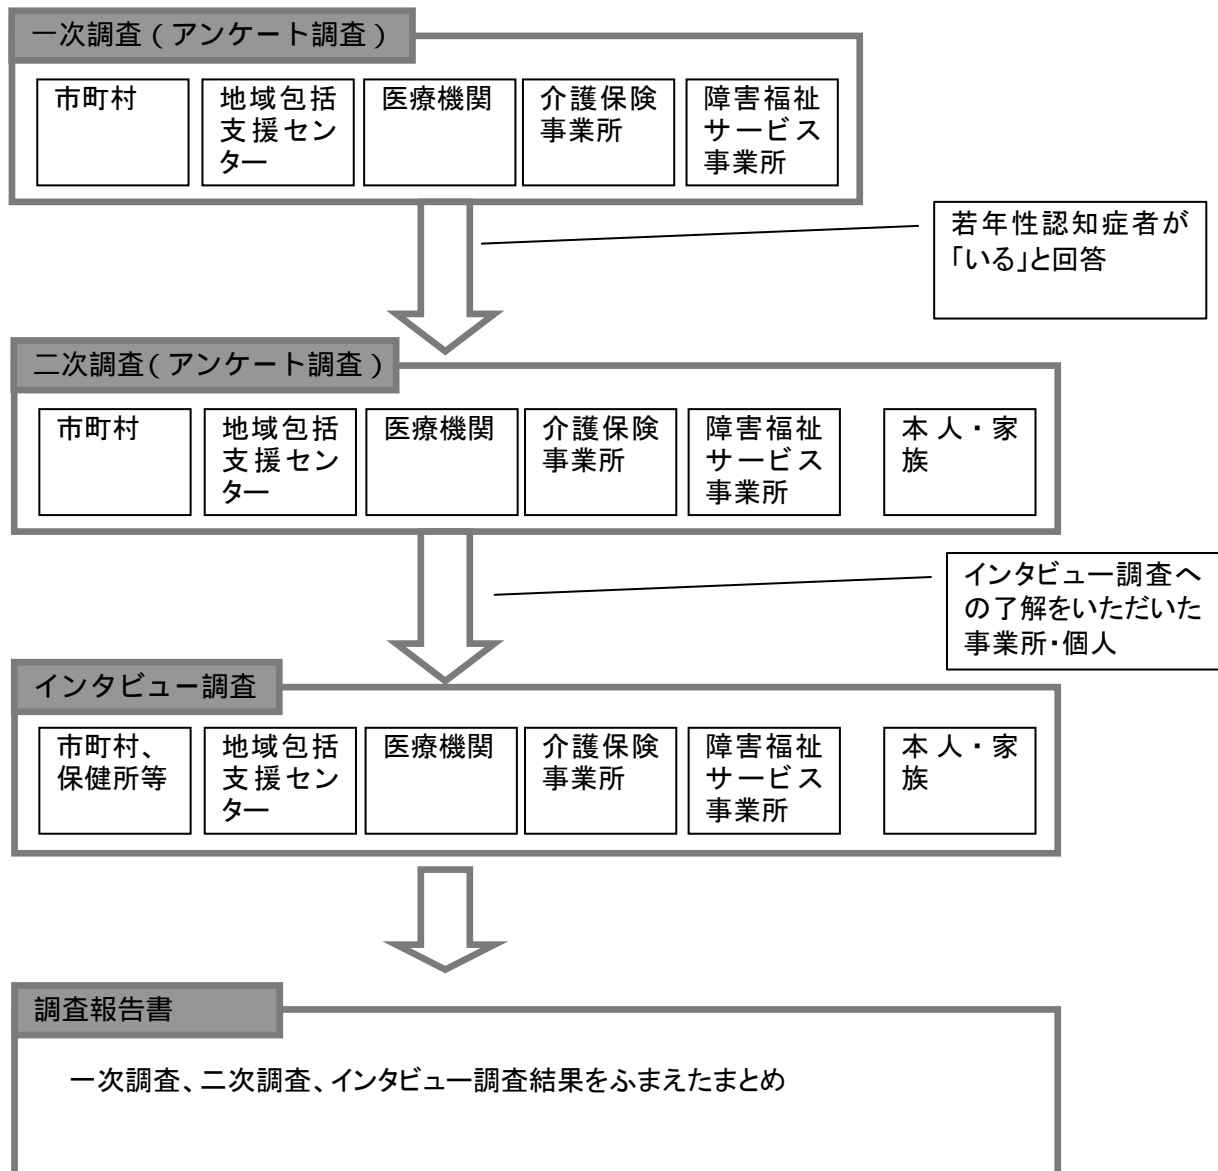 一次調査(アンケート調査)
市町村
地域包括
支援セン
ター
医療機関
介護保険
事業所
障害福祉
サービス
事業所
若年性認知症者が
「いる」と回答
二次調査(アンケート調査)
市町村
地域包括
支援セン
ター
医療機関
介護保険
事業所
障害福祉
サービス
事業所
本人・家
族
インタビュー調査へ
の了解をいただいた
事業所・個人
インタビュー調査
市町村、
保健所等
地域包括
支援セン
ター
医療機関
介護保険
事業所
障害福祉
サービス
事業所
本人・家
族
調査報告書
一次調査、二次調査、インタビュー調査結果をふまえたまとめ